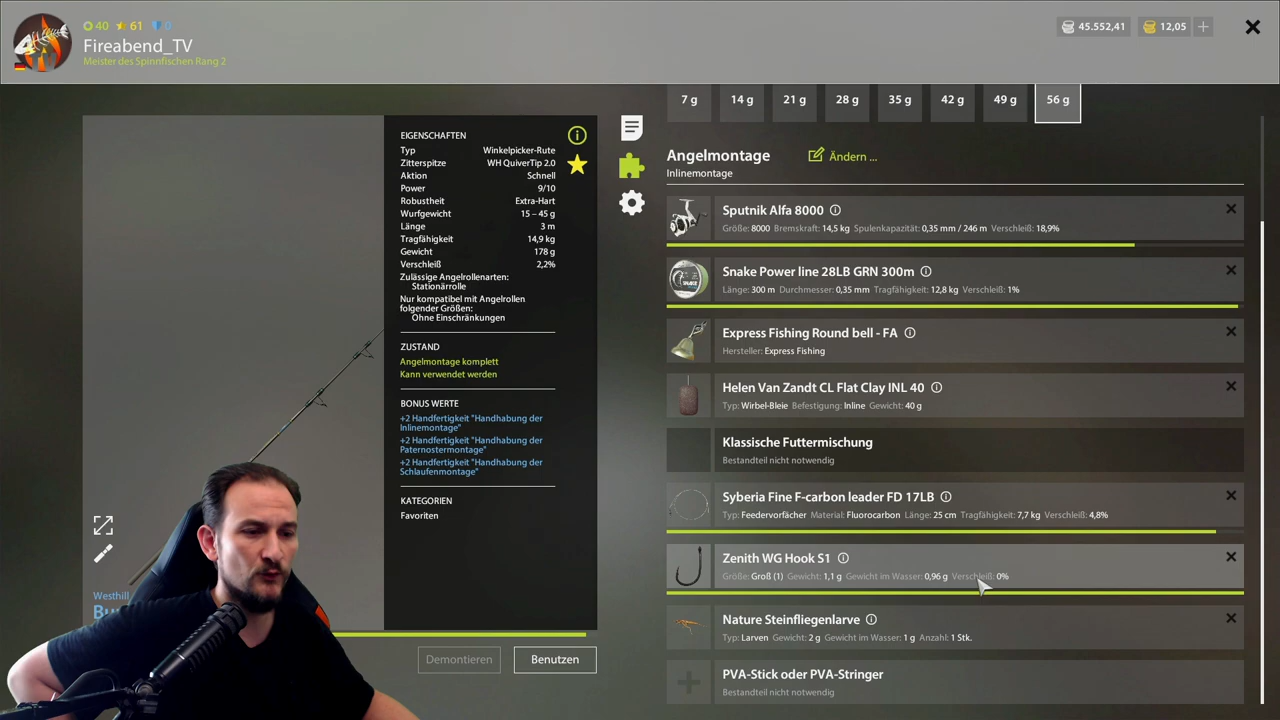 40 61 0
Fireabend_TV
Meister des Spinnfischen Rang 2
45.552,41 12,05
7 g 14 g 21 g 28 g 35 g 42 g 49 g 56 g
EIGENSCHAFTEN
Typ Winkelpicker-Rute
Zitterspitze WH QuiverTip 2.0
Aktion Schnell
Power 9/10
Robustheit Extra-Hart
Wurfgewicht 15 – 45 g
Länge 3 m
Tragfähigkeit 14,9 kg
Gewicht 178 g
Verschleiß 2,2%
Zulässige Angelrollenarten:
Stationärrolle
Nur kompatibel mit Angelrollen
folgender Größen:
Ohne Einschränkungen
ZUSTAND
Angelmontage komplett
Kann verwendet werden
BONUS WERTE
+2 Handfertigkeit "Handhabung der
Inlinemontage"
+2 Handfertigkeit "Handhabung der
Paternostermontage"
+2 Handfertigkeit "Handhabung der
Schlaufenmontage"
KATEGORIEN
Favoriten
Westhill
Demontieren Benutzen
Angelmontage Ändern ...
Inlinemontage
Sputnik Alfa 8000
Größe: 8000 Bremskraft: 14,5 kg Spulenkapazität: 0,35 mm / 246 m Verschleiß: 18,9%
Snake Power line 28LB GRN 300m
Länge: 300 m Durchmesser: 0,35 mm Tragfähigkeit: 12,8 kg Verschleiß: 1%
Express Fishing Round bell - FA
Hersteller: Express Fishing
Helen Van Zandt CL Flat Clay INL 40
Typ: Wirbel-Bleie Befestigung: Inline Gewicht: 40 g
Klassische Futtermischung
Bestandteil nicht notwendig
Syberia Fine F-carbon leader FD 17LB
Typ: Feedervorfächer Material: Fluorocarbon Länge: 25 cm Tragfähigkeit: 7,7 kg Verschleiß: 4,8%
Zenith WG Hook S1
Größe: Groß (1) Gewicht: 1,1 g Gewicht im Wasser: 0,96 g Verschleiß: 0%
Nature Steinfliegenlarve
Typ: Larven Gewicht: 2 g Gewicht im Wasser: 1 g Anzahl: 1 Stk.
PVA-Stick oder PVA-Stringer
Bestandteil nicht notwendig